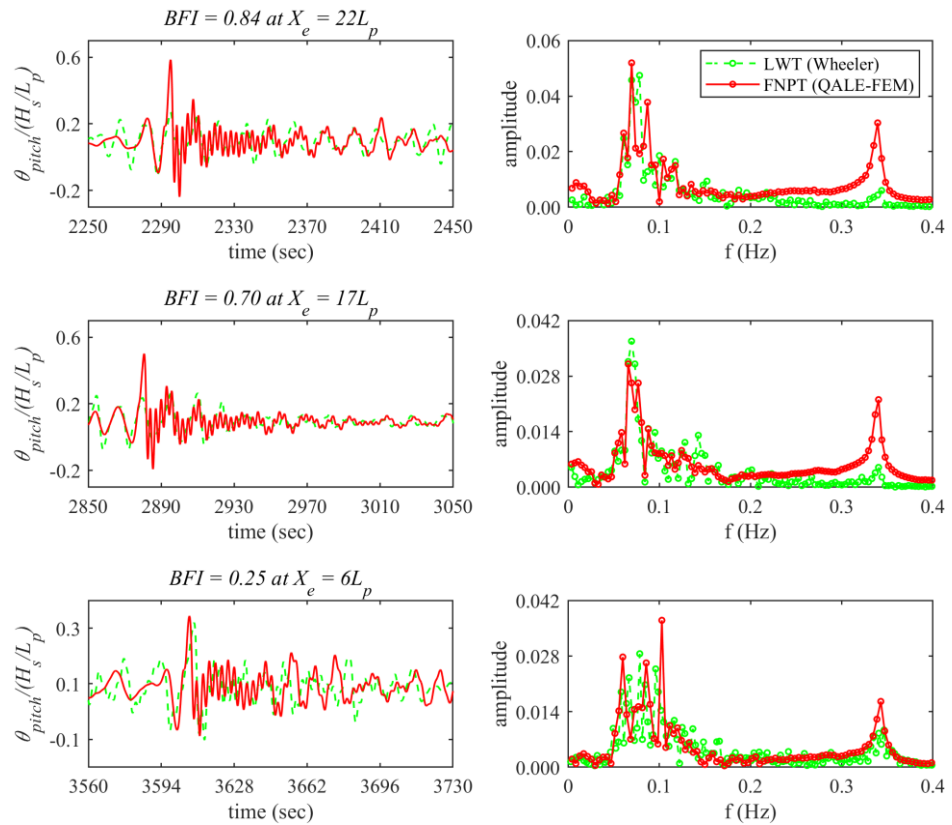 BFI = 0.84 at X_e = 22L_p
θ_pitch/(H_s/L_p)
0.6
0.2
-0.2
2250 2290 2330 2370 2410 2450
time (sec)
amplitude
0.06
0.04
0.02
0.00
LWT (Wheeler)
FNPT (QALE-FEM)
0 0.1 0.2 0.3 0.4
f (Hz)
BFI = 0.70 at X_e = 17L_p
θ_pitch/(H_s/L_p)
0.6
0.2
-0.2
2850 2890 2930 2970 3010 3050
time (sec)
amplitude
0.042
0.028
0.014
0.000
0 0.1 0.2 0.3 0.4
f (Hz)
BFI = 0.25 at X_e = 6L_p
θ_pitch/(H_s/L_p)
0.3
0.1
-0.1
3560 3594 3628 3662 3696 3730
time (sec)
amplitude
0.042
0.028
0.014
0.000
0 0.1 0.2 0.3 0.4
f (Hz)